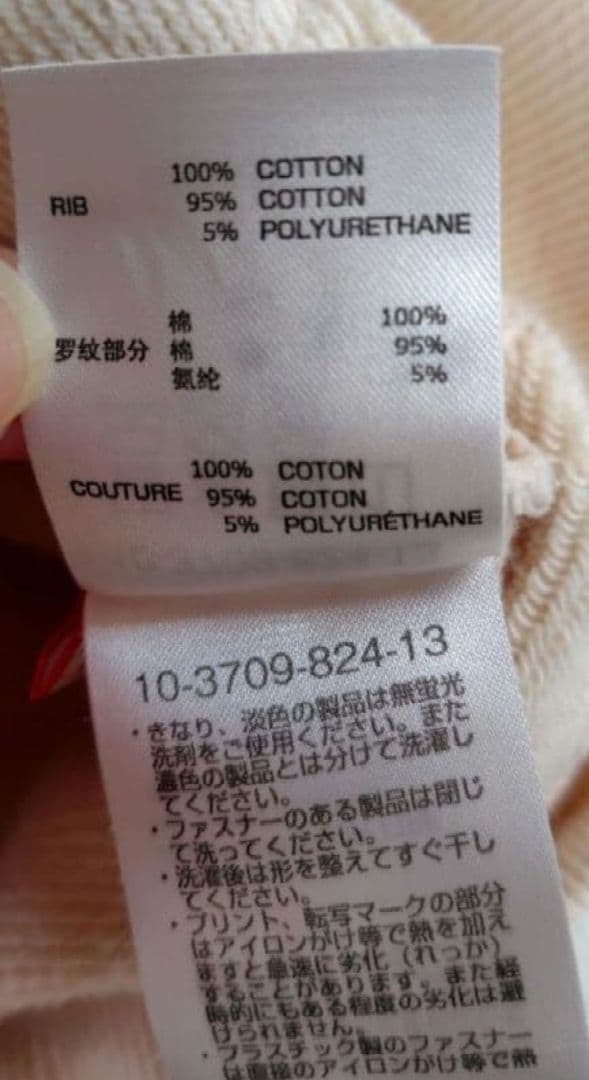 100% COTTON
RIB 95% COTTON
5% POLYURETHANE
棉 100%
罗纹部分 棉 95%
氨纶 5%
100% COTON
COUTURE 95% COTON
5% POLYURÉTHANE
10-3709-824-13
・きなり、淡色の製品は無蛍光
洗剤をご使用ください。また
濃色の製品とは分けて洗濯し
てください。
・ファスナーのある製品は閉じ
て洗ってください。
・洗濯後は形を整えてすぐ干し
てください。
・プリント、転写マークの部分
はアイロンがけ等で熱を加え
ますと急速に劣化（れっか）
することがあります。また経
時的にもある程度の劣化は避
けられません。
・プラスチック製のファスナー
は直接のアイロンがけ等で熱